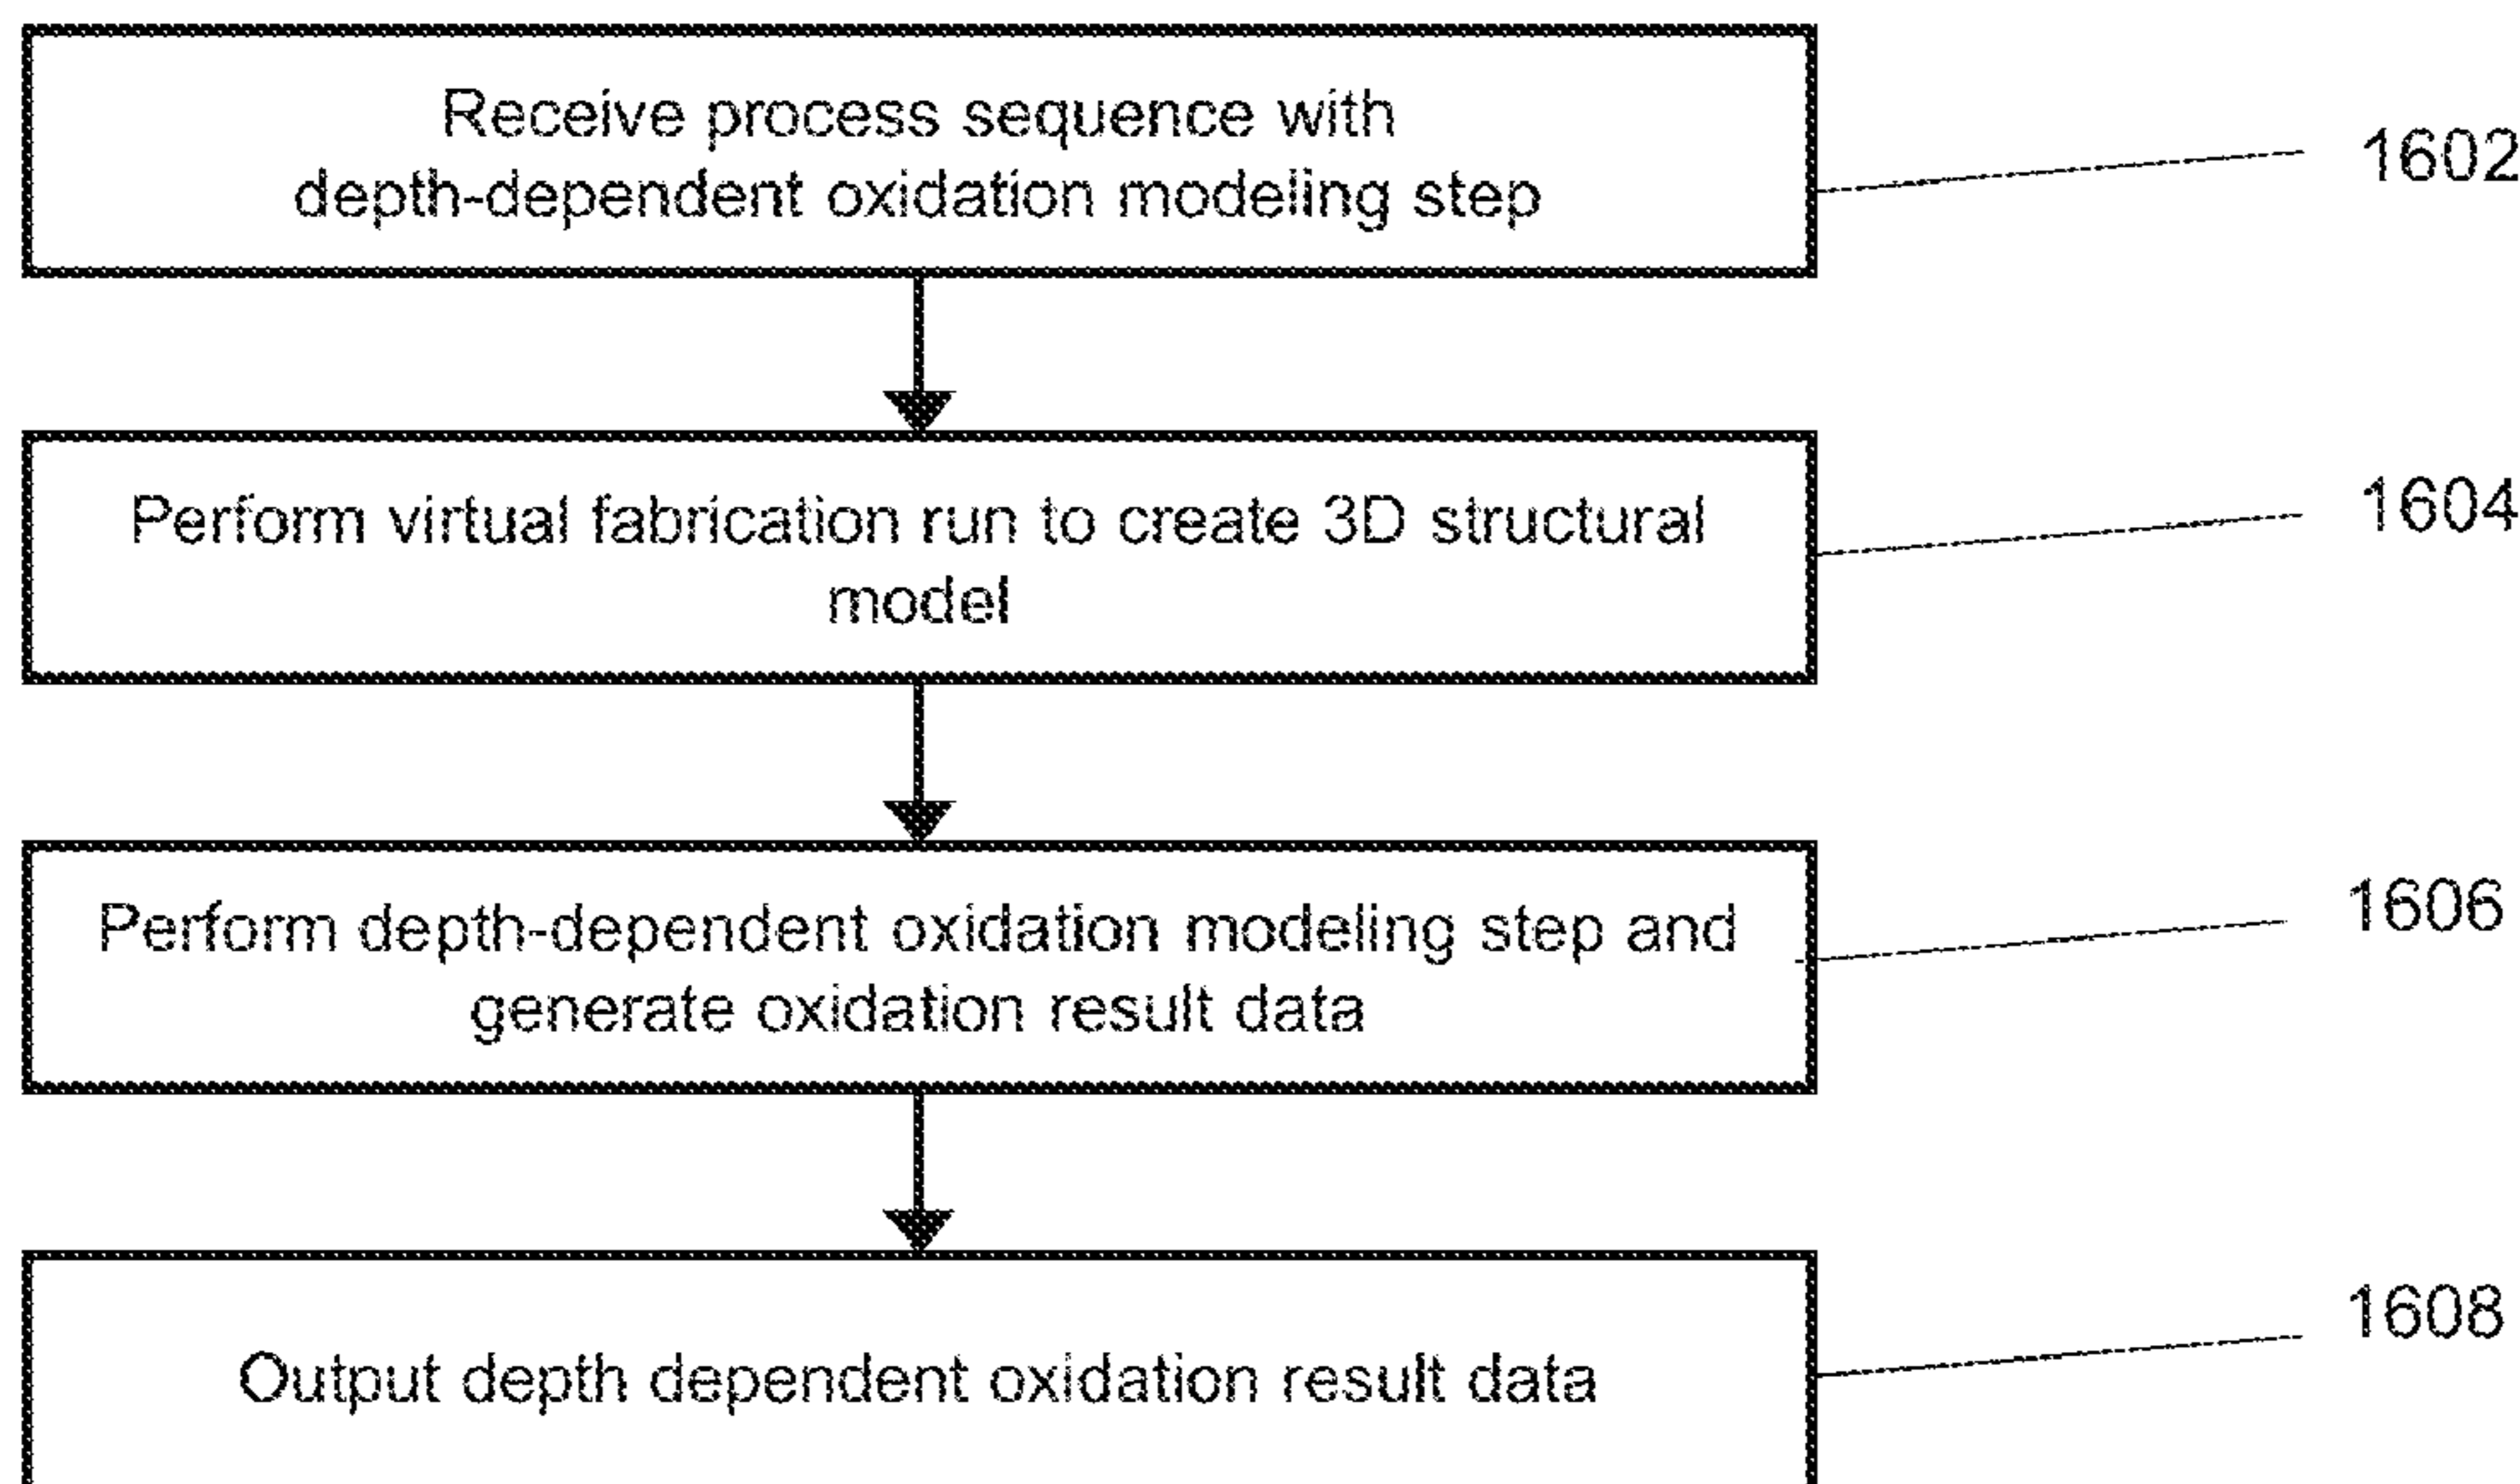 Receive process sequence with
depth-dependent oxidation modeling step
1602
Perform virtual fabrication run to create 3D structural
model
1604
Perform depth-dependent oxidation modeling step and
generate oxidation result data
1606
Output depth dependent oxidation result data
1608